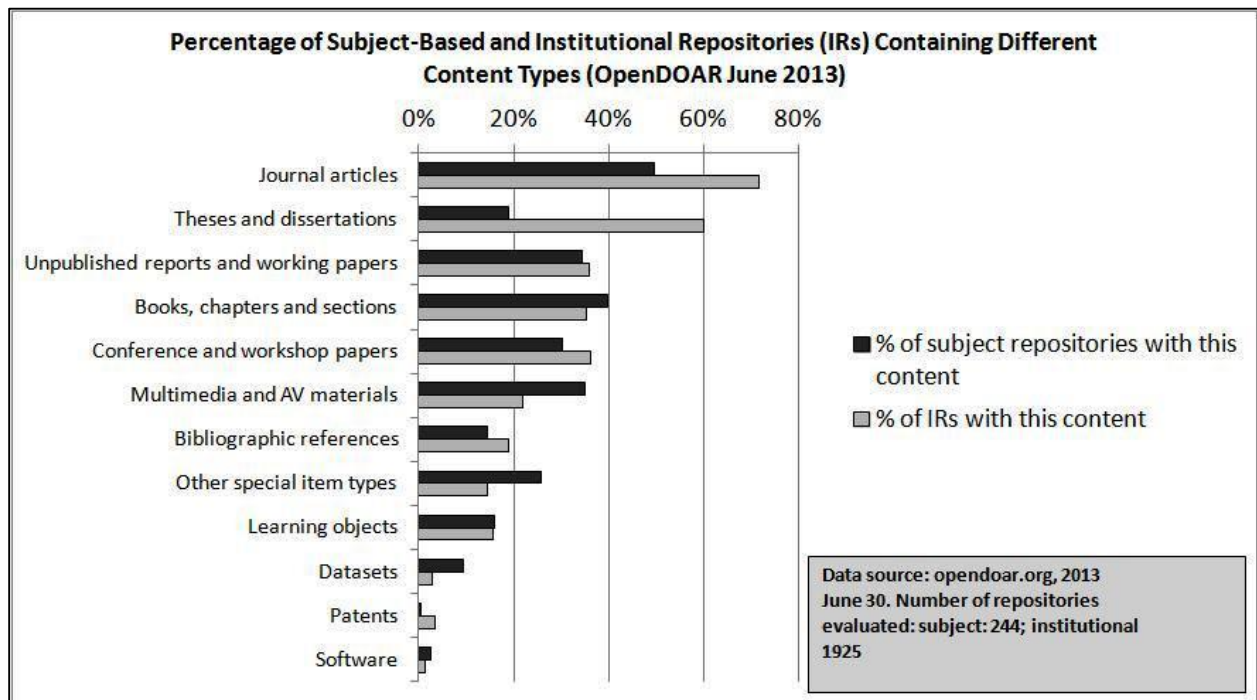 Percentage of Subject-Based and Institutional Repositories (IRs) Containing Different
Content Types (OpenDOAR June 2013)
0% 20% 40% 60% 80%
Journal articles
Theses and dissertations
Unpublished reports and working papers
Books, chapters and sections
Conference and workshop papers
Multimedia and AV materials
Bibliographic references
Other special item types
Learning objects
Datasets
Patents
Software
% of subject repositories with this
content
% of IRs with this content
Data source: opendoar.org, 2013
June 30. Number of repositories
evaluated: subject: 244; institutional
1925